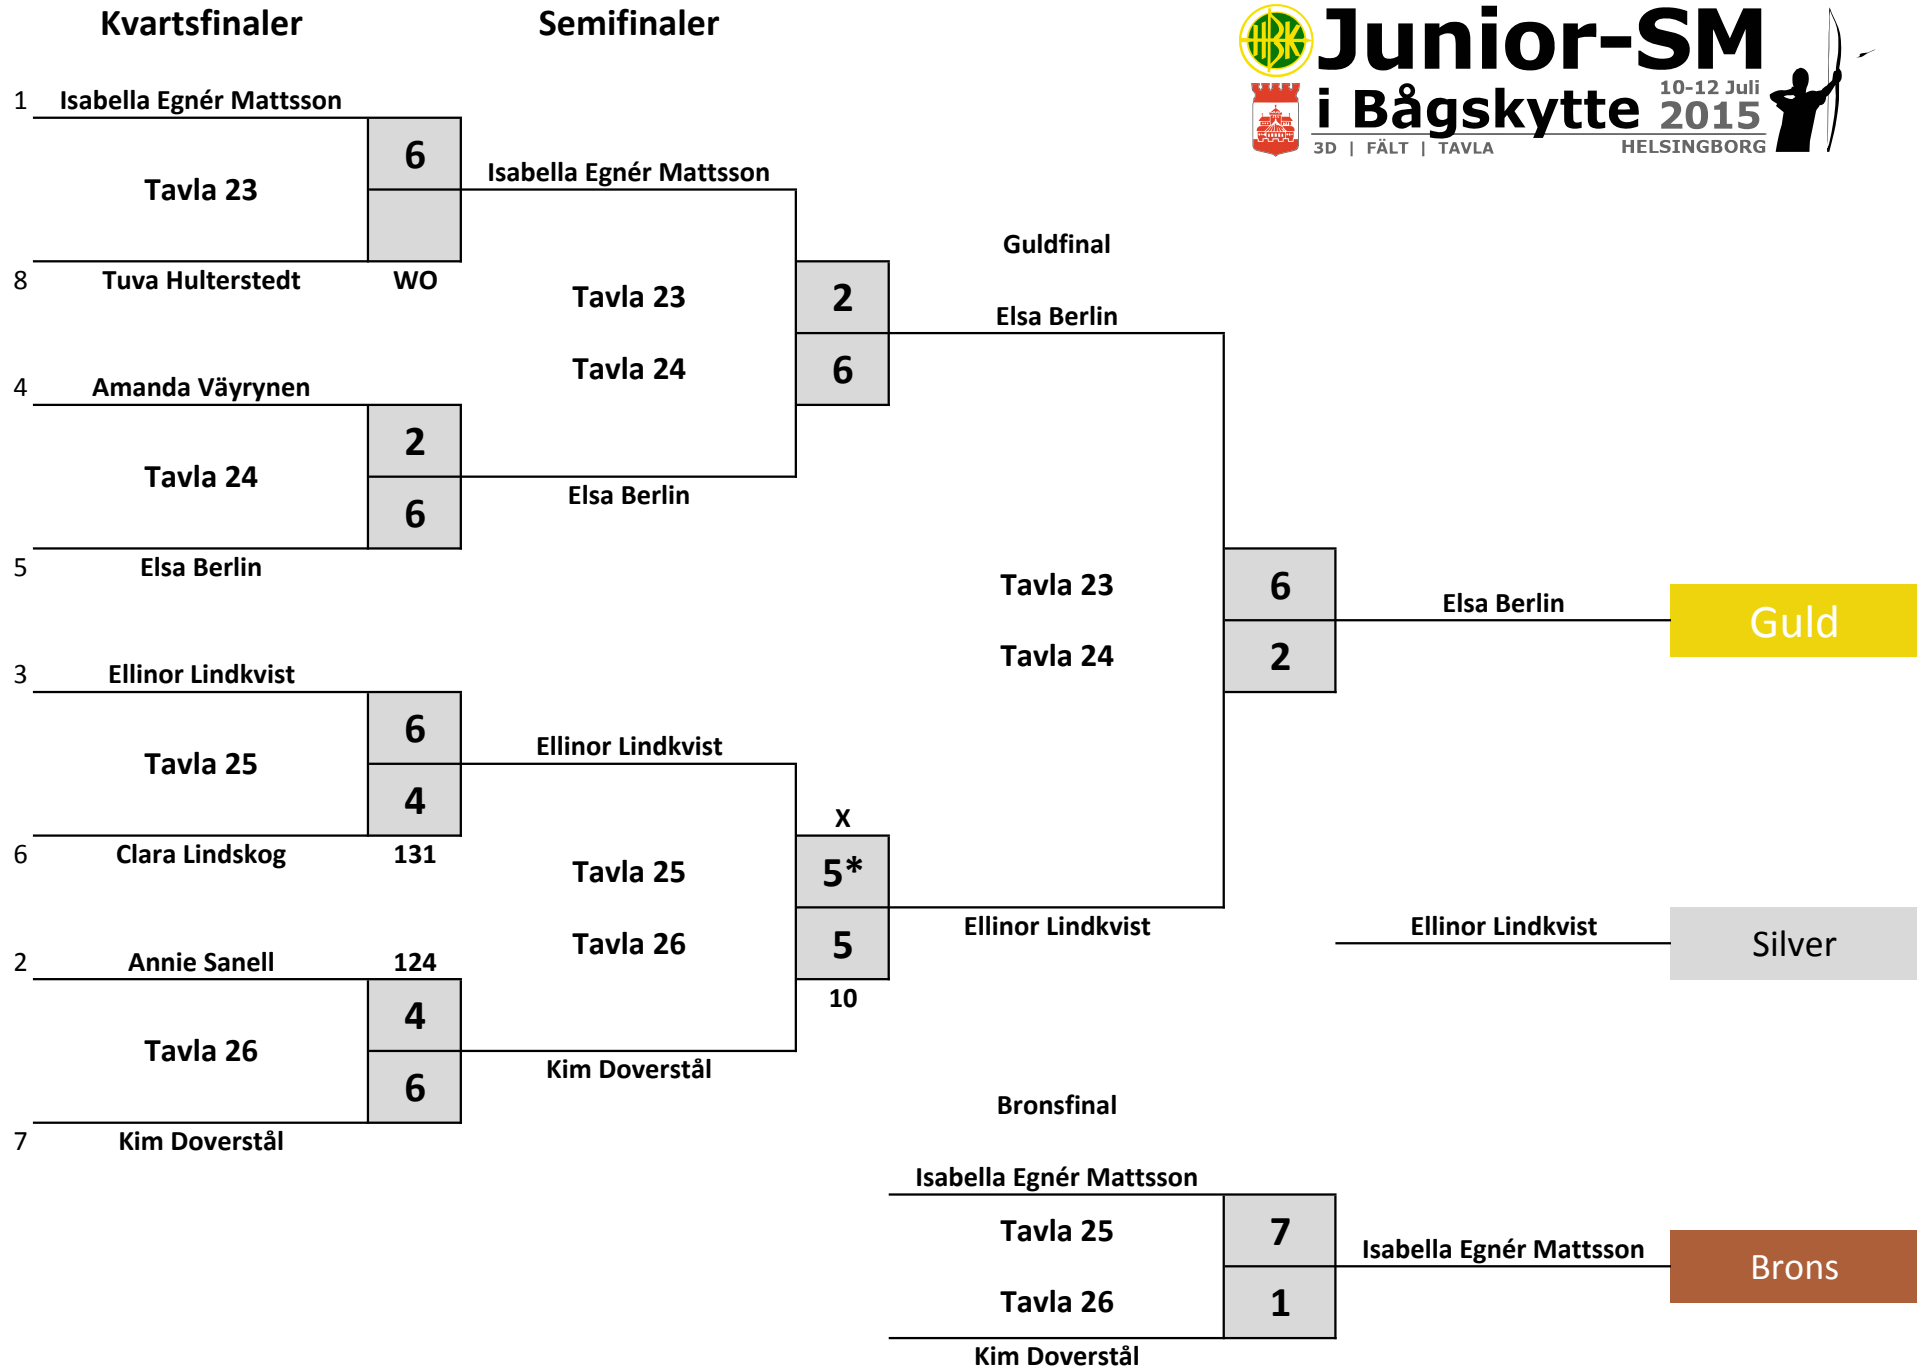 Kvartsfinaler
Semifinaler
HBK
Junior-SM
i Bågskytte
10-12 Juli
2015
3D | FÄLT | TAVLA
HELSINGBORG
1 Isabella Egnér Mattsson
6
Tavla 23
8 Tuva Hulterstedt WO
Isabella Egnér Mattsson
4 Amanda Väyrynen
2
Tavla 24
6
5 Elsa Berlin
Tavla 23
2
Tavla 24
6
Elsa Berlin
3 Ellinor Lindkvist
6
Tavla 25
4
6 Clara Lindskog 131
Ellinor Lindkvist
2 Annie Sanell 124
4
Tavla 26
6
7 Kim Doverstål
X
Tavla 25
5*
Tavla 26
5
10
Kim Doverstål
Guldfinal
Elsa Berlin
Tavla 23
6
Tavla 24
2
Ellinor Lindkvist
Elsa Berlin
Guld
Ellinor Lindkvist
Silver
Bronsfinal
Isabella Egnér Mattsson
Tavla 25
7
Tavla 26
1
Kim Doverstål
Isabella Egnér Mattsson
Brons